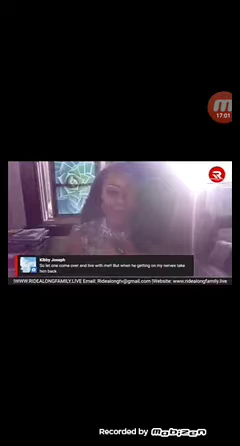 17:01
R
Kibby Joseph
So let one come over and live with me!! But when he getting on my nerves take
him back
WWW.RIDEALONGFAMILY.LIVE Email: Ridealongtv@gmail.com |Website: www.ridealongfamily.live
Recorded by Mobizen